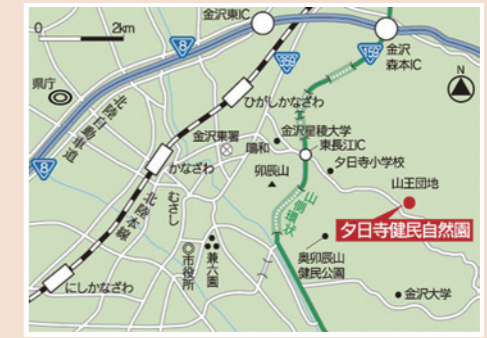 金沢東IC
0 2km
8
359
159
金沢
森本IC
N
県庁
北陸自動車道
ひがしかなざわ
金沢東署
鳴和
金沢星稜大学
東長江IC
夕日寺小学校
かなざわ
卯辰山
山王団地
8
北陸本線
むさし
山側環状
夕日寺健民自然園
市役所
兼六園
奥卯辰山
健民公園
にしかなざわ
金沢大学